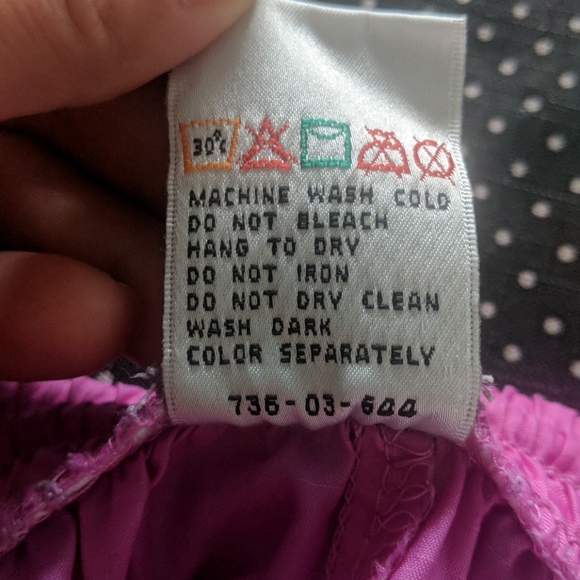 30°C
MACHINE WASH COLD
DO NOT BLEACH
HANG TO DRY
DO NOT IRON
DO NOT DRY CLEAN
WASH DARK
COLOR SEPARATELY
736-03-644